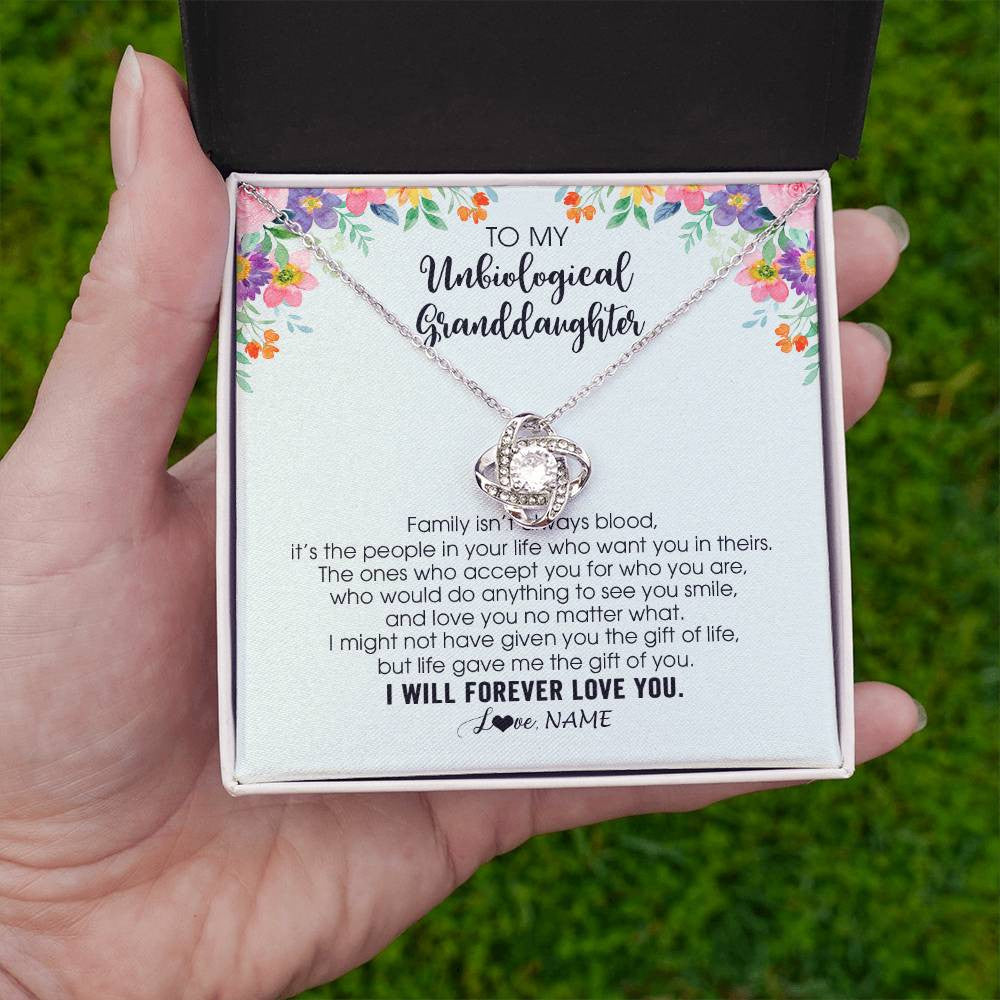 TO MY
Unbiological
Granddaughter
Family isn't always blood,
it's the people in your life who want you in theirs.
The ones who accept you for who you are,
who would do anything to see you smile,
and love you no matter what.
I might not have given you the gift of life,
but life gave me the gift of you.
I WILL FOREVER LOVE YOU.
Love, NAME